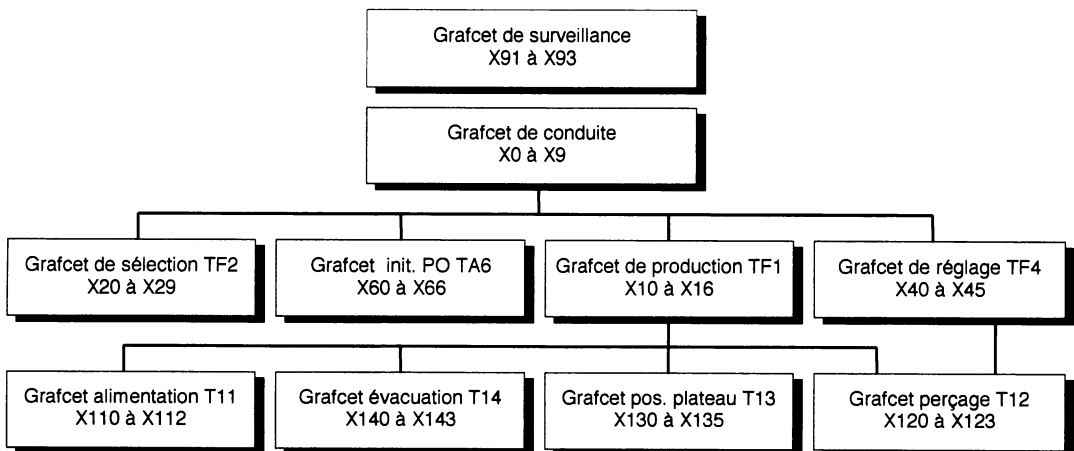 Grafcet de surveillance
X91 à X93
Grafcet de conduite
X0 à X9
Grafcet de sélection TF2
X20 à X29
Grafcet init. PO TA6
X60 à X66
Grafcet de production TF1
X10 à X16
Grafcet de réglage TF4
X40 à X45
Grafcet alimentation T11
X110 à X112
Grafcet évacuation T14
X140 à X143
Grafcet pos. plateau T13
X130 à X135
Grafcet perçage T12
X120 à X123